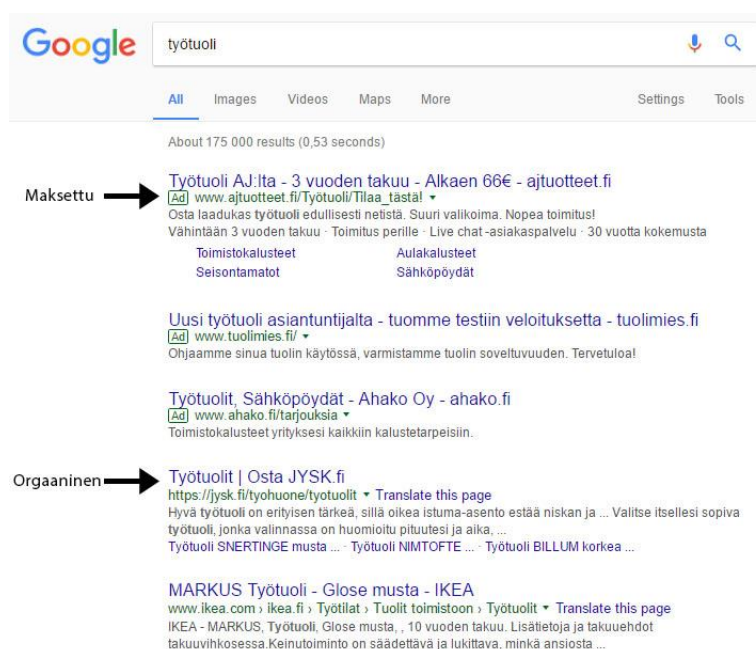 Google
työtuoli
All Images Videos Maps More Settings Tools
About 175 000 results (0,53 seconds)
Työtuoli AJ:lta - 3 vuoden takuu - Alkaen 66€ - ajtuotteet.fi
Maksettu
Ad www.ajtuotteet.fi/Työtuoli/Tilaa_tästä!
Osta laadukas työtuoli edullisesti netistä. Suuri valikoima. Nopea toimitus!
Vähintään 3 vuoden takuu · Toimitus perille · Live chat -asiakaspalvelu · 30 vuotta kokemusta
Toimistokalusteet Aulakalusteet
Seisontamatot Sähköpöydät
Uusi työtuoli asiantuntijalta - tuomme testiin veloituksetta - tuolimies.fi
Ad www.tuolimies.fi/
Ohjaamme sinua tuolin käytössä, varmistamme tuolin soveltuvuuden. Tervetuloa!
Työtuolit, Sähköpöydät - Ahako Oy - ahako.fi
Ad www.ahako.fi/tarjouksia
Toimistokalusteet yrityksesi kaikkiin kalustetarpeisiin.
Orgaaninen
Työtuolit | Osta JYSK.fi
https://jysk.fi/tyohuone/tyotuolit Translate this page
Hyvä työtuoli on erityisen tärkeä, sillä oikea istuma-asento estää niskan ja ... Valitse itsellesi sopiva
työtuoli, jonka valinnassa on huomioitu pituutesi ja aika, ...
Työtuoli SNERTINGE musta ... · Työtuoli NIMTOFTE ... · Työtuoli BILLUM korkea ...
MARKUS Työtuoli - Glose musta - IKEA
www.ikea.com › ikea.fi › Työtilat › Tuolit toimistoon › Työtuolit Translate this page
IKEA - MARKUS, Työtuoli, Glose musta, , 10 vuoden takuu. Lisätietoja ja takuuehdot
takuuvihkosessa.Keinutoiminto on säädettävä ja lukittava, minkä ansiosta ...